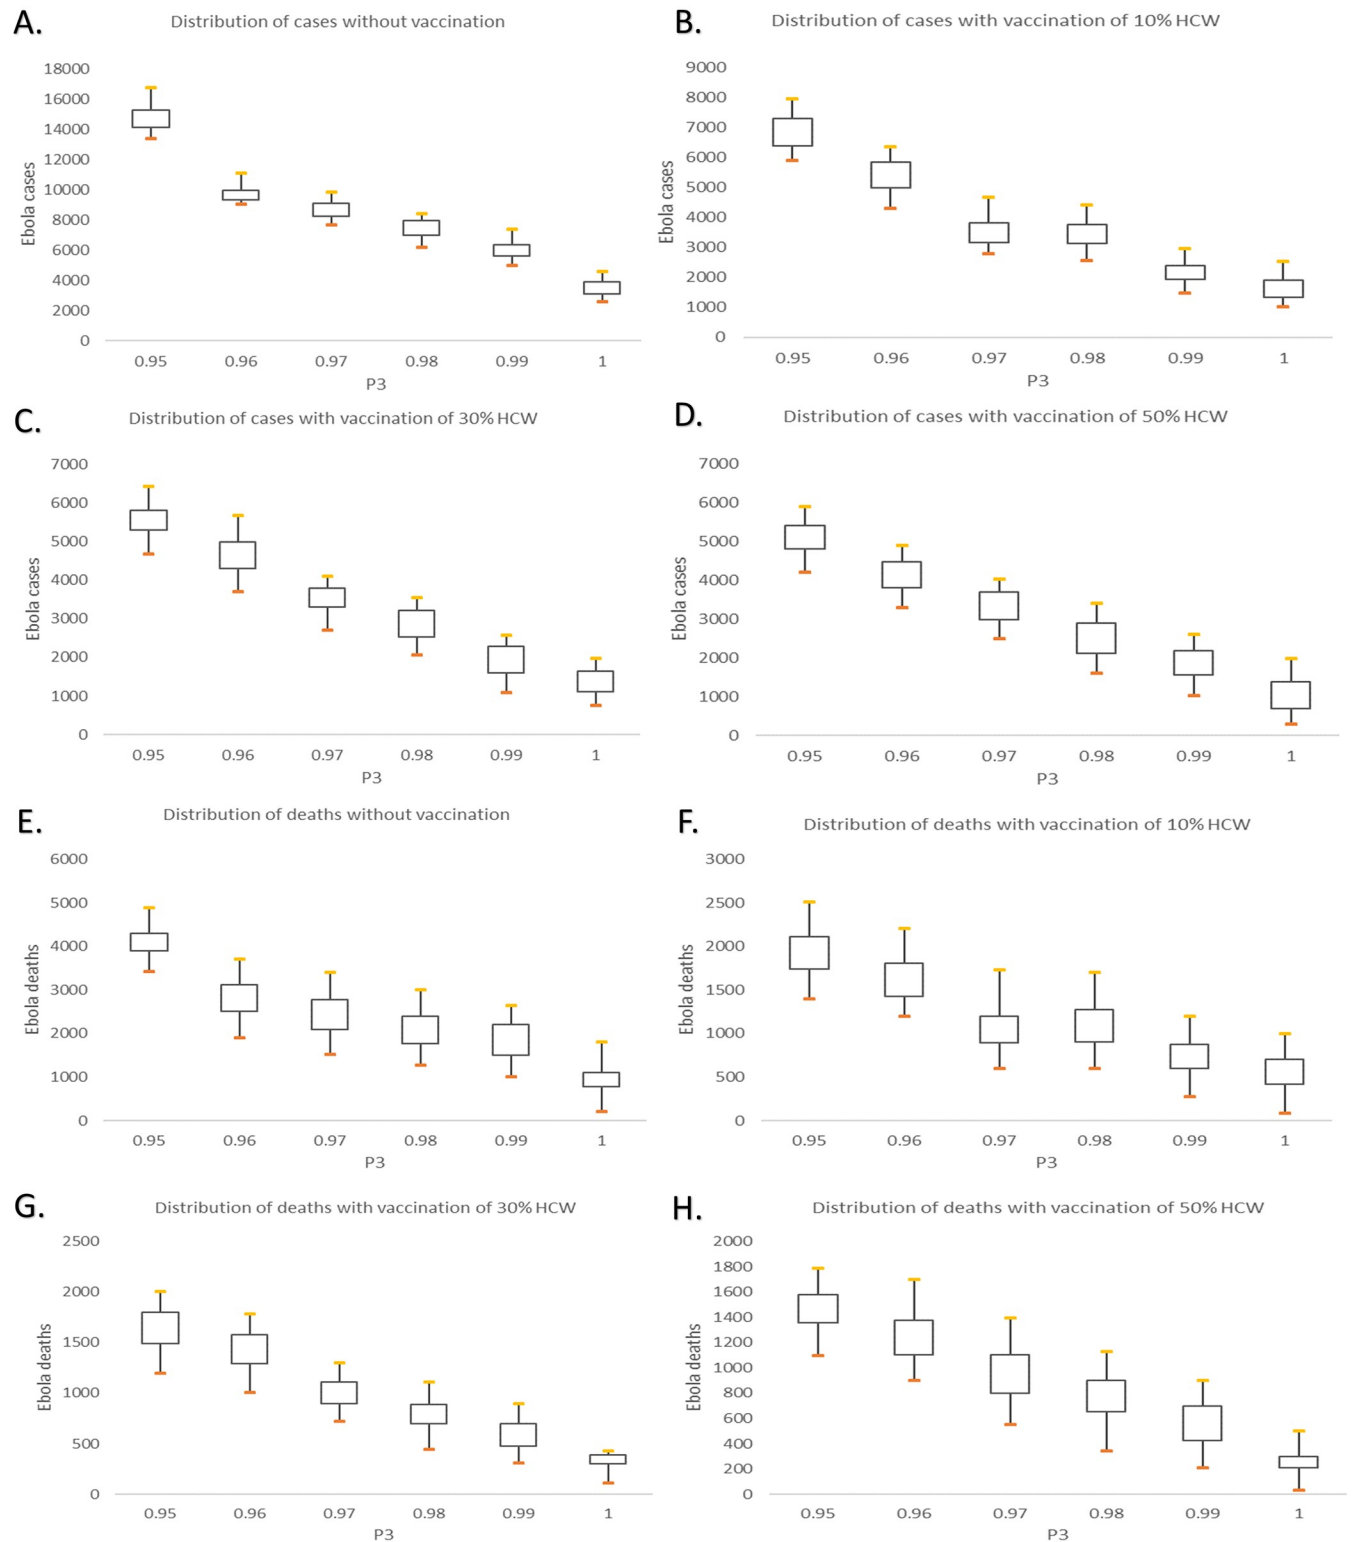 A.
Distribution of cases without vaccination
Ebola cases
18000
16000
14000
12000
10000
8000
6000
4000
2000
0
0.95 0.96 0.97 0.98 0.99 1
P3
B.
Distribution of cases with vaccination of 10% HCW
Ebola cases
9000
8000
7000
6000
5000
4000
3000
2000
1000
0
0.95 0.96 0.97 0.98 0.99 1
P3
C.
Distribution of cases with vaccination of 30% HCW
Ebola cases
7000
6000
5000
4000
3000
2000
1000
0
0.95 0.96 0.97 0.98 0.99 1
P3
D.
Distribution of cases with vaccination of 50% HCW
Ebola cases
7000
6000
5000
4000
3000
2000
1000
0
0.95 0.96 0.97 0.98 0.99 1
P3
E.
Distribution of deaths without vaccination
Ebola deaths
6000
5000
4000
3000
2000
1000
0
0.95 0.96 0.97 0.98 0.99 1
P3
F.
Distribution of deaths with vaccination of 10% HCW
Ebola deaths
3000
2500
2000
1500
1000
500
0
0.95 0.96 0.97 0.98 0.99 1
P3
G.
Distribution of deaths with vaccination of 30% HCW
Ebola deaths
2500
2000
1500
1000
500
0
0.95 0.96 0.97 0.98 0.99 1
P3
H.
Distribution of deaths with vaccination of 50% HCW
Ebola deaths
2000
1800
1600
1400
1200
1000
800
600
400
200
0
0.95 0.96 0.97 0.98 0.99 1
P3